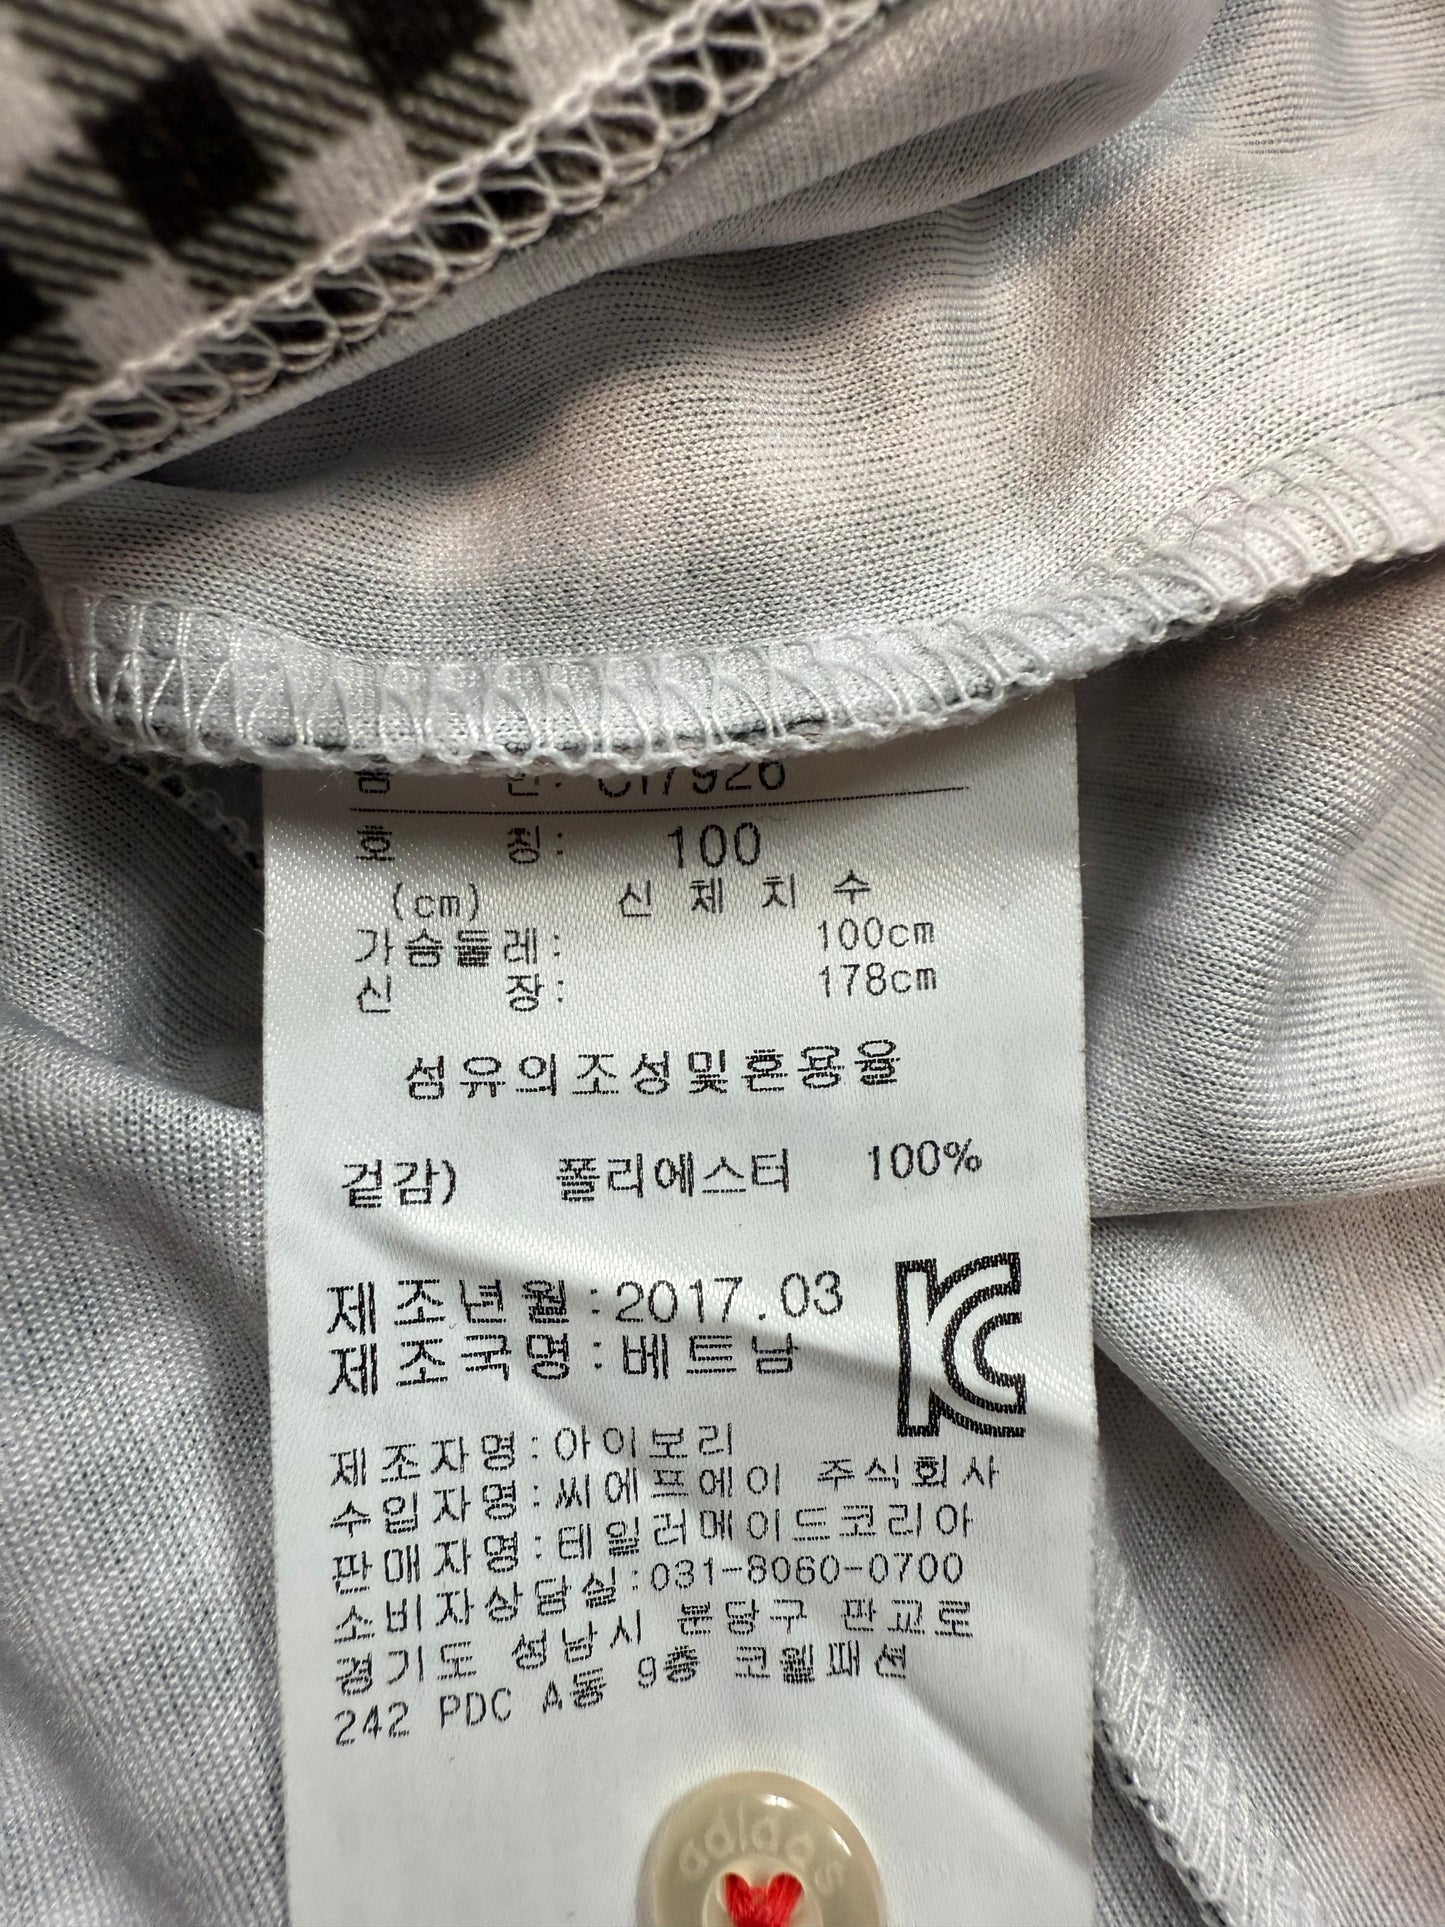 호 칭: 100
(cm) 신 체 치 수
가슴둘레: 100cm
신 장: 178cm
섬유의조성및혼용율
겉감) 폴리에스터 100%
제조년월:2017.03
제조국명:베트남
KC
제조자명:아이보리
수입자명:씨에프에이 주식회사
판매자명:테일러메이드코리아
소비자상담실:031-8060-0700
경기도 성남시 분당구 판교로
242 PDC A동 9층 코웰패션
adidas